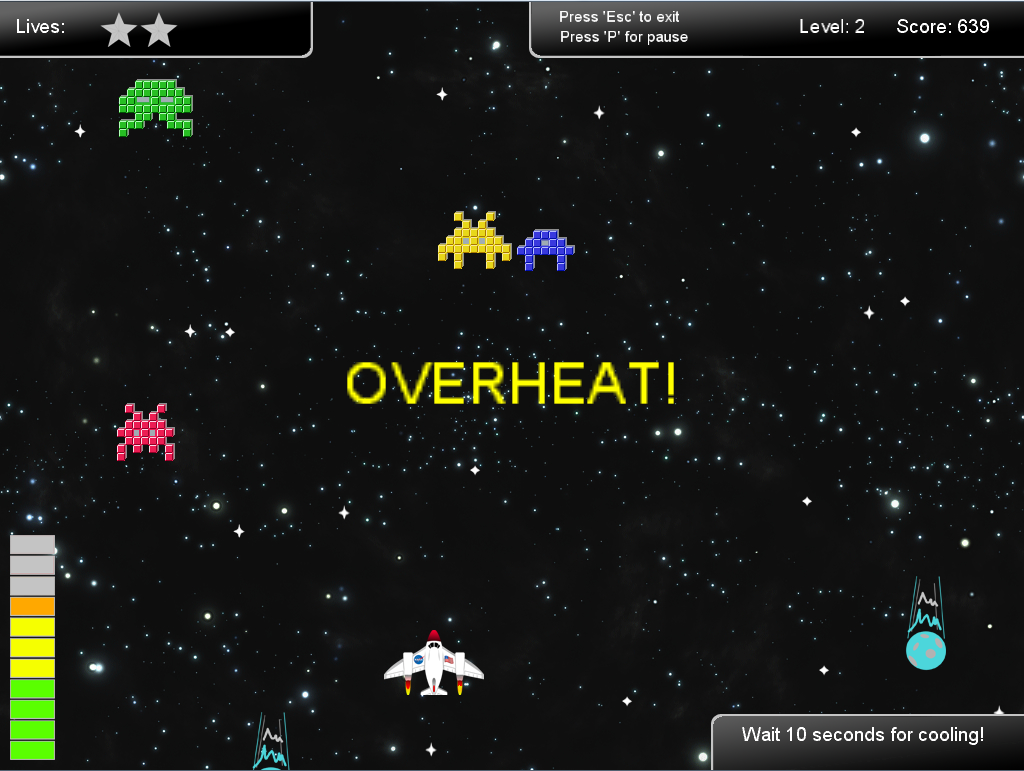 Lives:
Press 'Esc' to exit
Press 'P' for pause
Level: 2
Score: 639
OVERHEAT!
Wait 10 seconds for cooling!